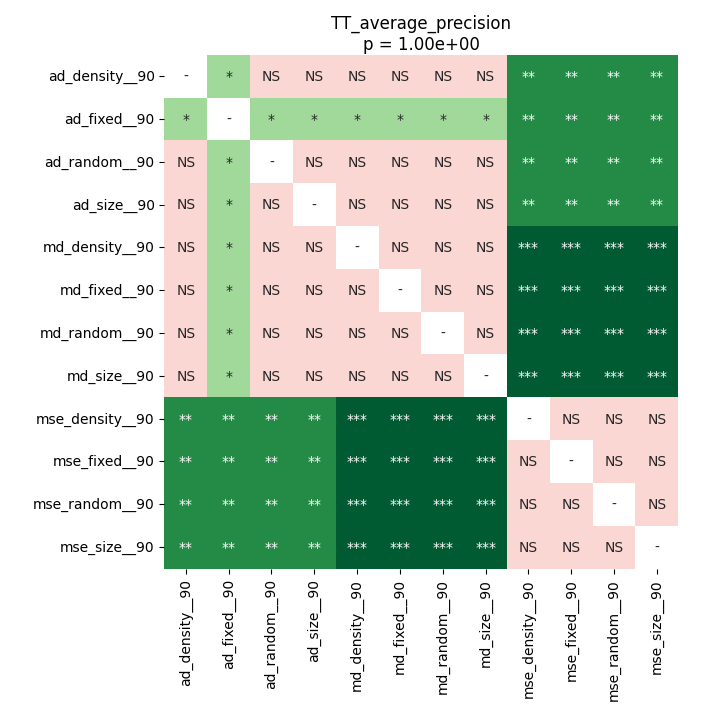 TT_average_precision
p = 1.00e+00
ad_density__90 - * NS NS NS NS NS NS ** ** ** **
ad_fixed__90 * - * * * * * * ** ** ** **
ad_random__90 NS * - NS NS NS NS NS ** ** ** **
ad_size__90 NS * NS - NS NS NS NS ** ** ** **
md_density__90 NS * NS NS - NS NS NS *** *** *** ***
md_fixed__90 NS * NS NS NS - NS NS *** *** *** ***
md_random__90 NS * NS NS NS NS - NS *** *** *** ***
md_size__90 NS * NS NS NS NS NS - *** *** *** ***
mse_density__90 ** ** ** ** *** *** *** *** - NS NS NS
mse_fixed__90 ** ** ** ** *** *** *** *** NS - NS NS
mse_random__90 ** ** ** ** *** *** *** *** NS NS - NS
mse_size__90 ** ** ** ** *** *** *** *** NS NS NS -
ad_density__90
ad_fixed__90
ad_random__90
ad_size__90
md_density__90
md_fixed__90
md_random__90
md_size__90
mse_density__90
mse_fixed__90
mse_random__90
mse_size__90